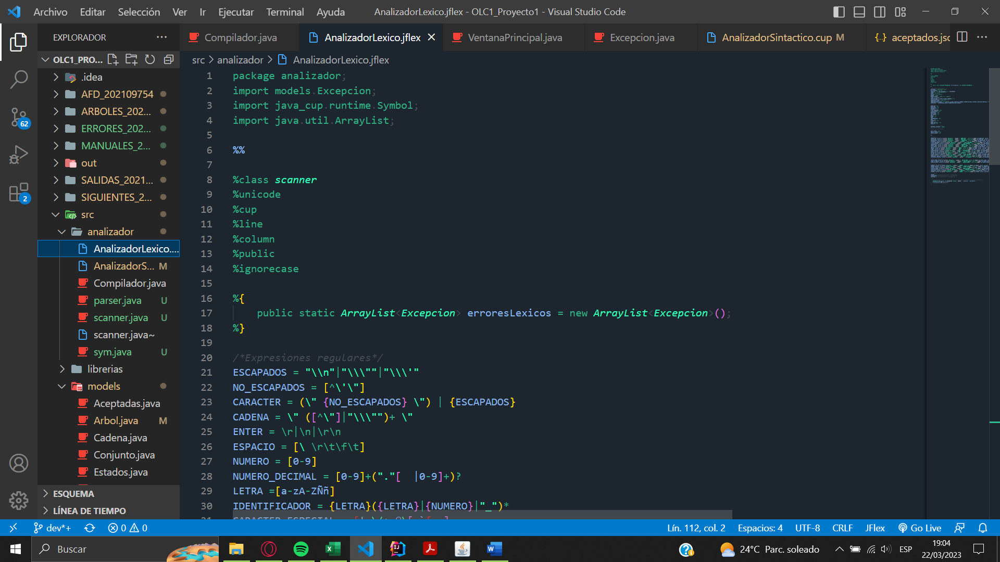 Archivo Editar Selección Ver Ir Ejecutar Terminal Ayuda AnalizadorLexico.jflex - OLC1_Proyecto1 - Visual Studio Code
EXPLORADOR
Compilador.java AnalizadorLexico.jflex VentanaPrincipal.java Excepcion.java AnalizadorSintactico.cup M {..} aceptados.jsc
OLC1_PRO...
src > analizador > AnalizadorLexico.jflex
.idea
AFD_202109754
ARBOLES_202...
ERRORES_202...
MANUALES_2...
out
SALIDAS_2021...
SIGUIENTES_2...
src
analizador
AnalizadorLexico....
AnalizadorS... M
Compilador.java
parser.java U
scanner.java U
scanner.java~
sym.java U
librerias
models
Aceptadas.java
Arbol.java M
Cadena.java
Conjunto.java
Estados.java
ESQUEMA
LÍNEA DE TIEMPO
62
2
1 package analizador;
2 import models.Excepcion;
3 import java_cup.runtime.Symbol;
4 import java.util.ArrayList;
5
6 %%
7
8 %class scanner
9 %unicode
10 %cup
11 %line
12 %column
13 %public
14 %ignorecase
15
16 %{
17 public static ArrayList<Excepcion> erroresLexicos = new ArrayList<Excepcion>();
18 %}
19
20 /*Expresiones regulares*/
21 ESCAPADOS = "\\n"|"\\\""|"\\\'"
22 NO_ESCAPADOS = [^\'\"]
23 CARACTER = (\" {NO_ESCAPADOS} \") | {ESCAPADOS}
24 CADENA = \" ([^\"]|"\\\"")+ \"
25 ENTER = \r|\n|\r\n
26 ESPACIO = [\ \r\t\f\t]
27 NUMERO = [0-9]
28 NUMERO_DECIMAL = [0-9]+("."[  |0-9]+)?
29 LETRA =[a-zA-ZÑñ]
30 IDENTIFICADOR = {LETRA}({LETRA}|{NUMERO}|"_")*
dev*+ 0 0 Lín. 112, col. 2 Espacios: 4 UTF-8 CRLF JFlex Go Live
Buscar 24°C Parc. soleado ESP 19:04
22/03/2023